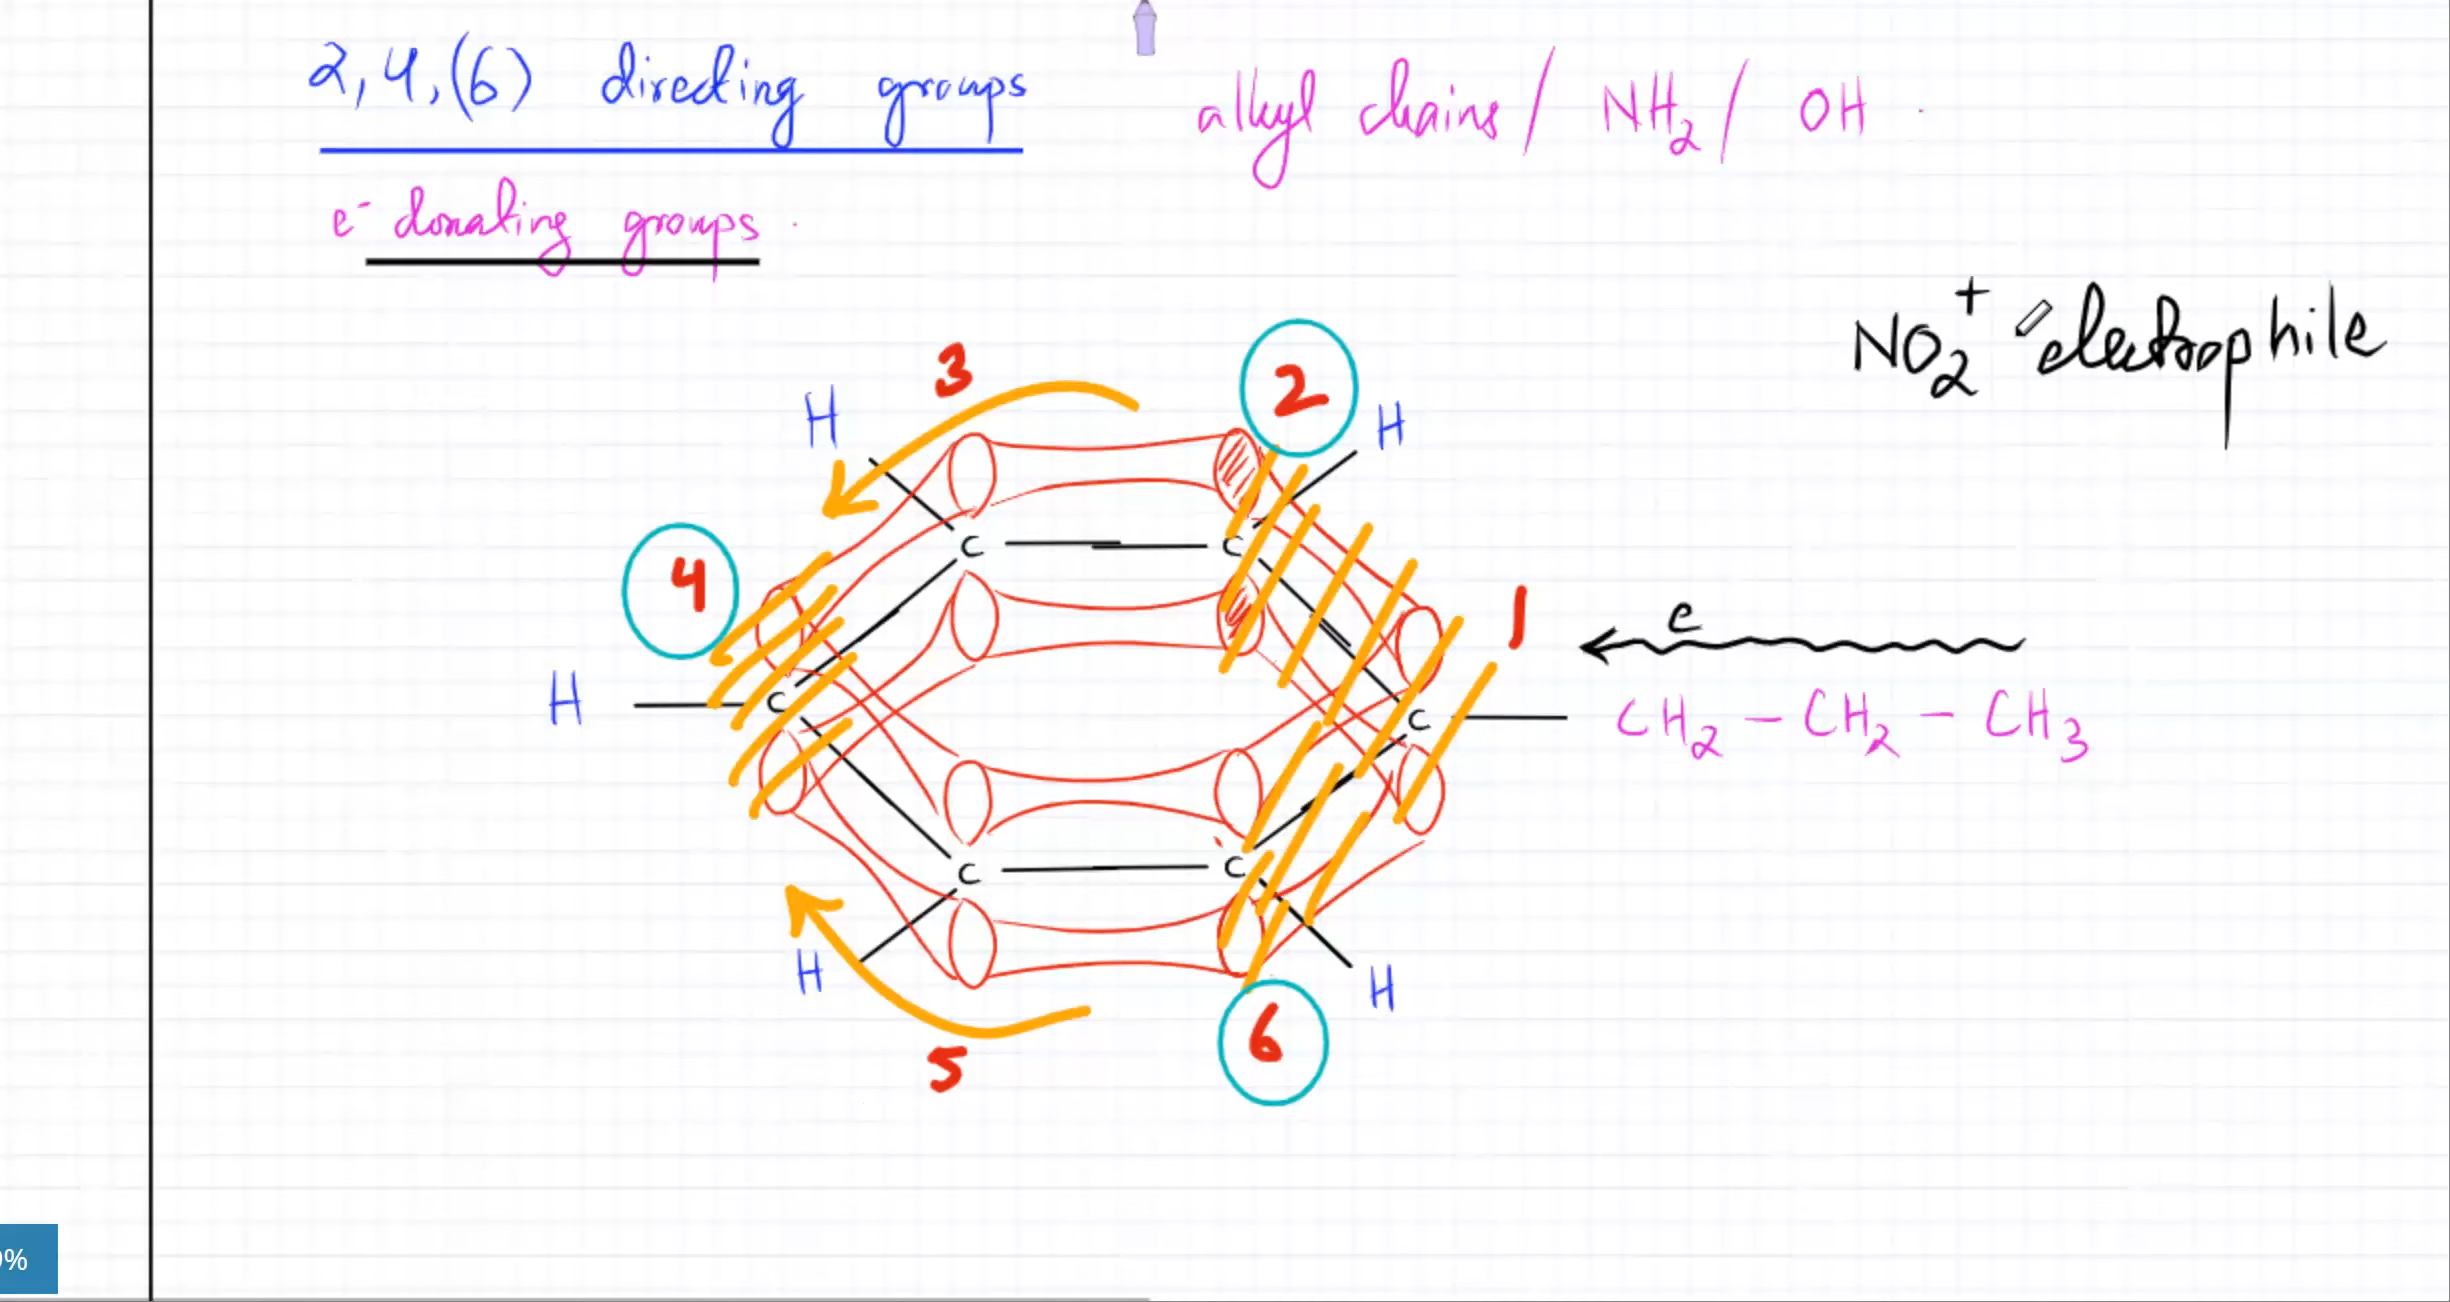 2,4,(6) directing groups
alkyl chains / NH₂ / OH.
e⁻ donating groups.
NO₂⁺ electrophile
3
2
H
H
C
C
4
1
e
H
C
C
CH₂ – CH₂ – CH₃
C
C
H
H
5
6
9%